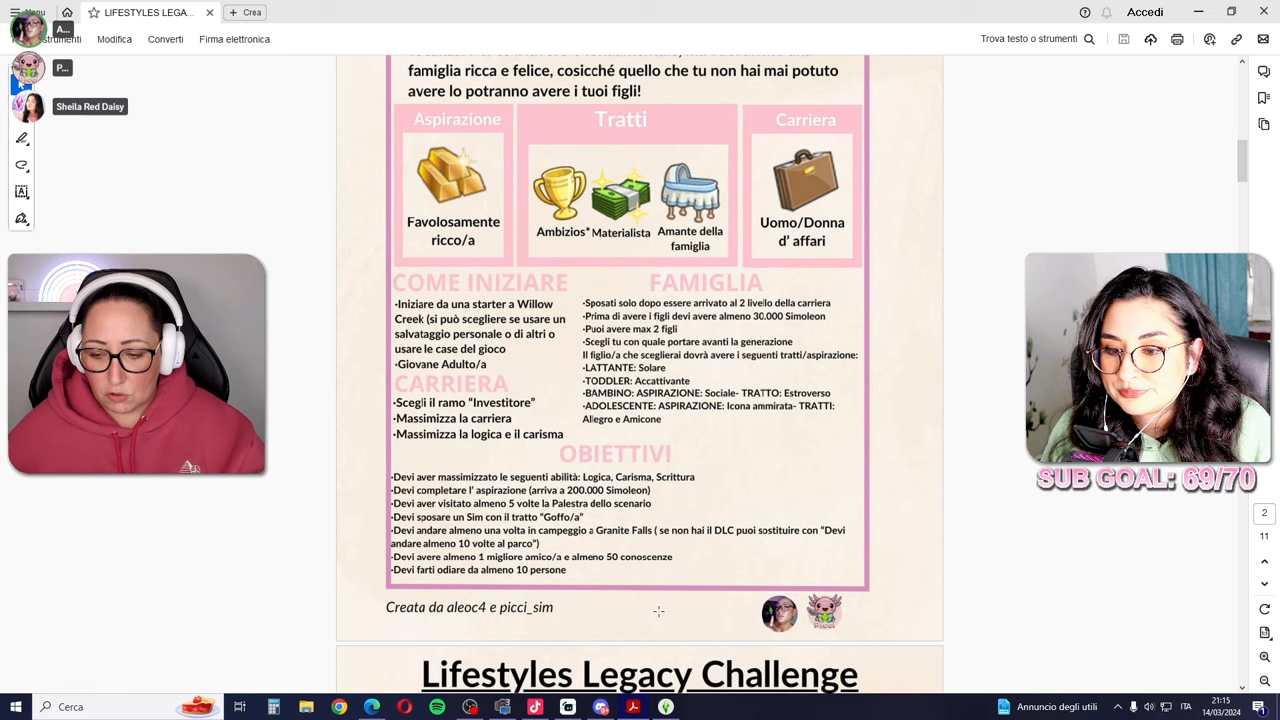 Menu
LIFESTYLES LEGA...
Crea
Accedi
A...
Strumenti
Modifica
Converti
Firma elettronica
Trova testo o strumenti
P...
Sheila Red Daisy
famiglia ricca e felice, cosicché quello che tu non hai mai potuto
avere lo potranno avere i tuoi figli!
Aspirazione
Tratti
Carriera
Favolosamente
ricco/a
Ambizios*
Materialista
Amante della
famiglia
Uomo/Donna
d' affari
COME INIZIARE
·Iniziare da una starter a Willow
Creek (si può scegliere se usare un
salvataggio personale o di altri o
usare le case del gioco
·Giovane Adulto/a
CARRIERA
·Scegli il ramo “Investitore”
·Massimizza la carriera
·Massimizza la logica e il carisma
FAMIGLIA
·Sposati solo dopo essere arrivato al 2 livello della carriera
·Prima di avere i figli devi avere almeno 30.000 Simoleon
·Puoi avere max 2 figli
·Scegli tu con quale portare avanti la generazione
Il figlio/a che sceglierai dovrà avere i seguenti tratti/aspirazione:
·LATTANTE: Solare
·TODDLER: Accattivante
·BAMBINO: ASPIRAZIONE: Sociale- TRATTO: Estroverso
·ADOLESCENTE: ASPIRAZIONE: Icona ammirata- TRATTI:
Allegro e Amicone
OBIETTIVI
·Devi aver massimizzato le seguenti abilità: Logica, Carisma, Scrittura
·Devi completare l' aspirazione (arriva a 200.000 Simoleon)
·Devi aver visitato almeno 5 volte la Palestra dello scenario
·Devi sposare un Sim con il tratto “Goffo/a”
·Devi andare almeno una volta in campeggio a Granite Falls ( se non hai il DLC puoi sostituire con “Devi
andare almeno 10 volte al parco”)
·Devi avere almeno 1 migliore amico/a e almeno 50 conoscenze
·Devi farti odiare da almeno 10 persone
Creata da aleoc4 e picci_sim
SUB GOAL: 69/70
2
11
Lifestyles Legacy Challenge
Cerca
Annuncio degli utili
ITA
21:15
14/03/2024